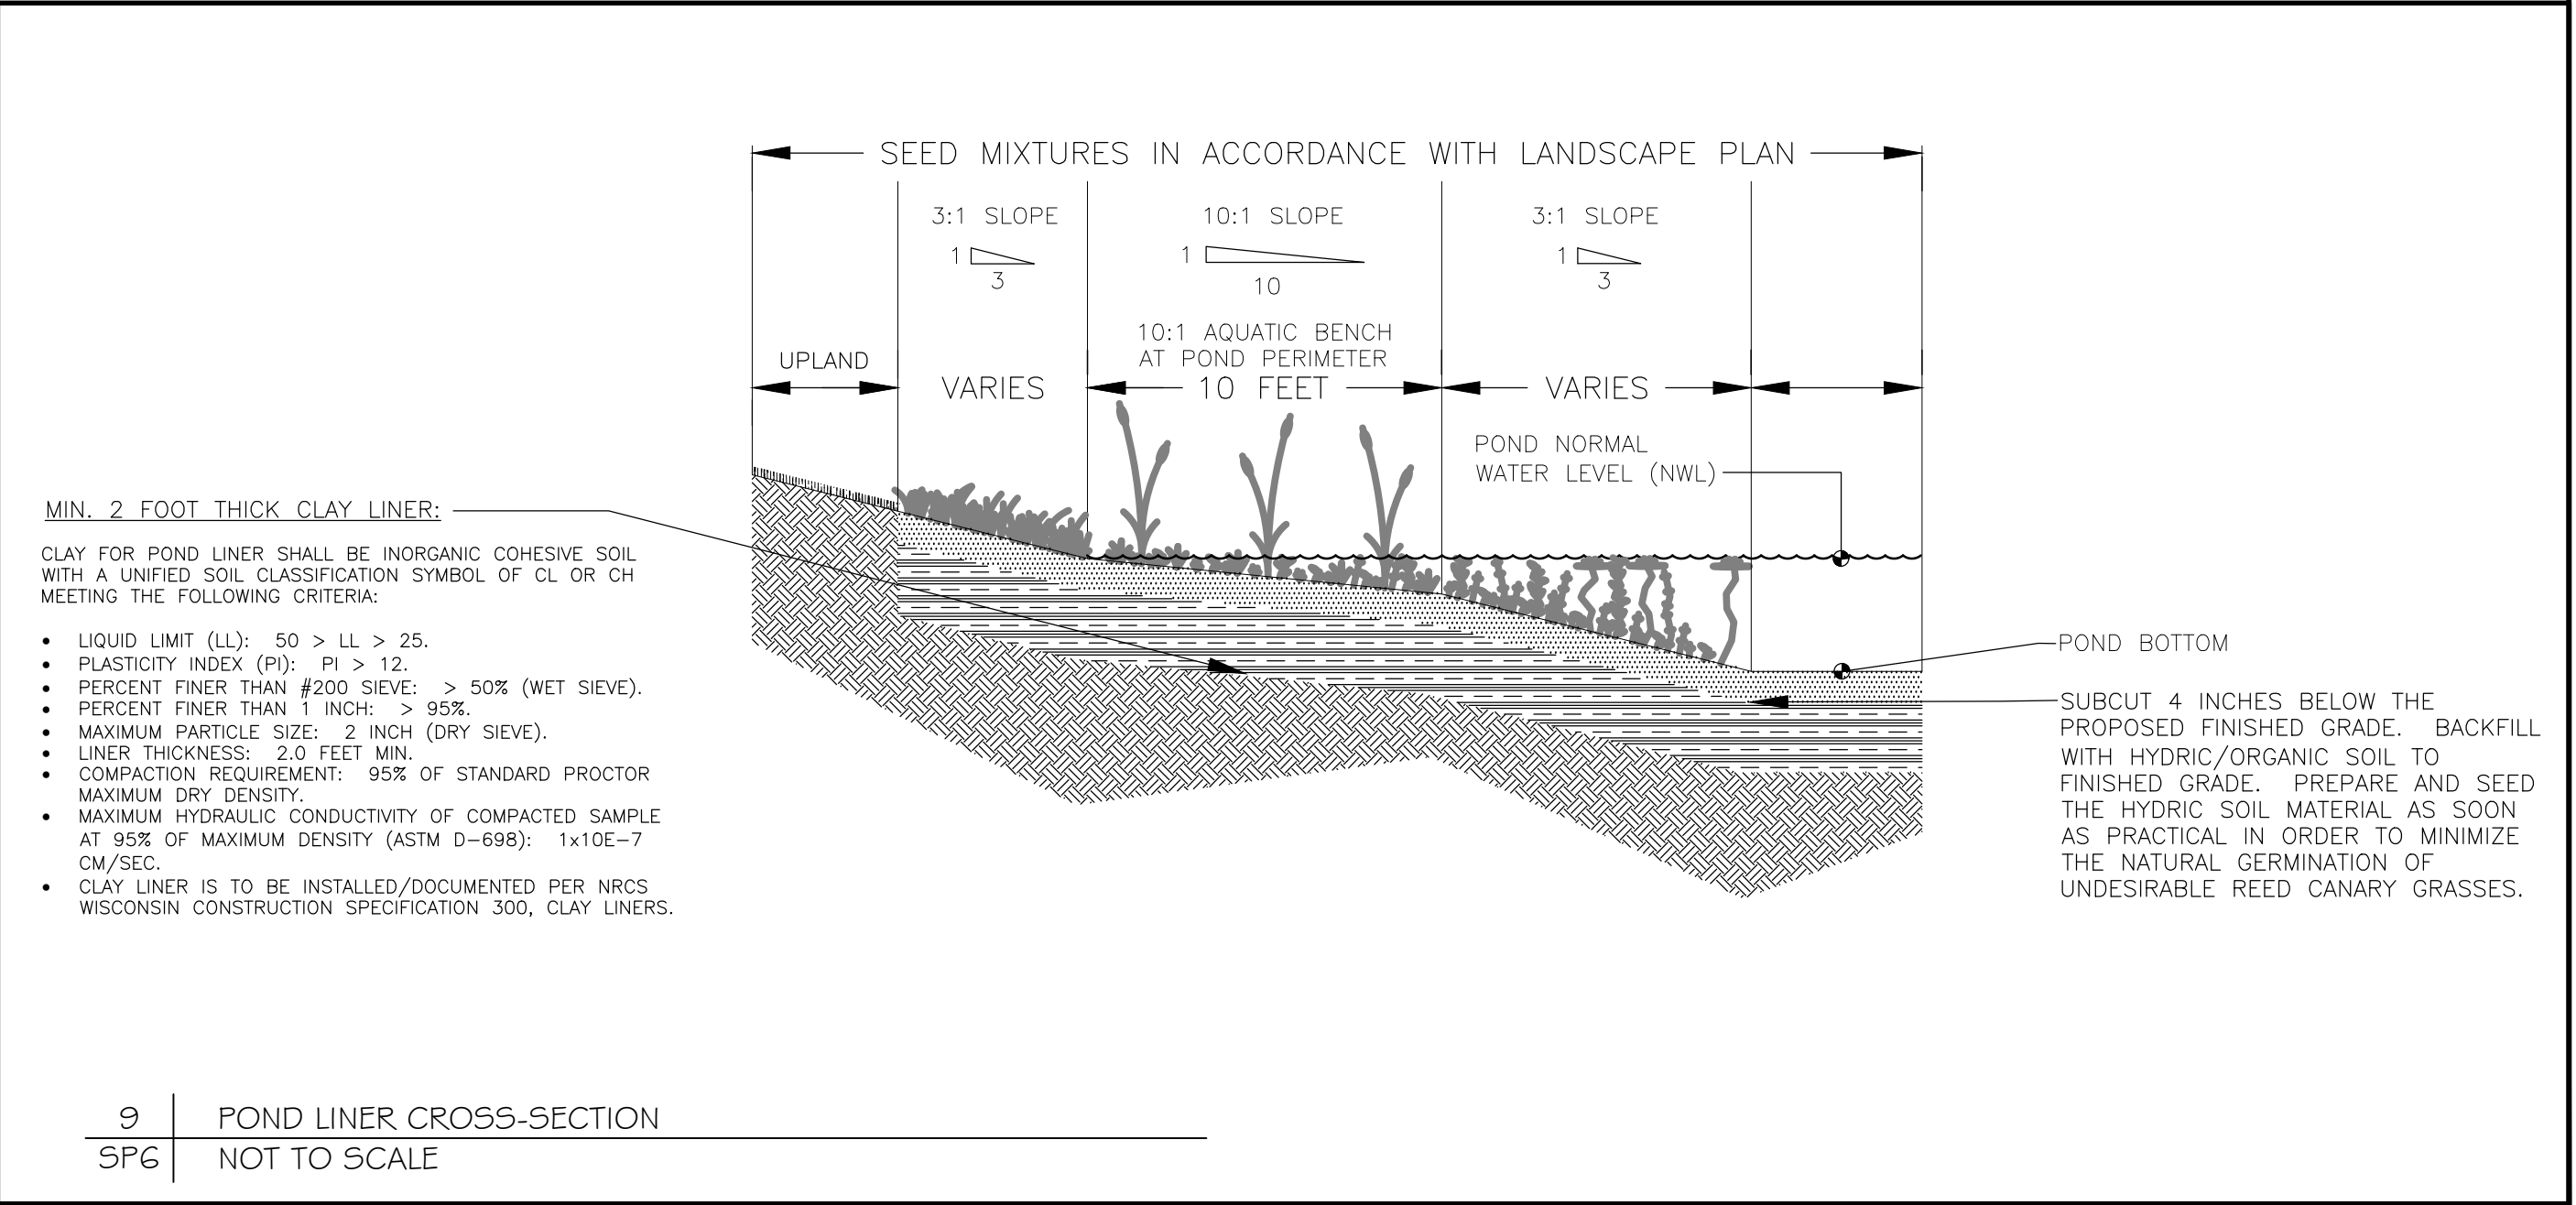 SEED MIXTURES IN ACCORDANCE WITH LANDSCAPE PLAN
3:1 SLOPE
1
3
10:1 SLOPE
1
10
3:1 SLOPE
1
3
10:1 AQUATIC BENCH
AT POND PERIMETER
UPLAND
VARIES
10 FEET
VARIES
POND NORMAL
WATER LEVEL (NWL)
MIN. 2 FOOT THICK CLAY LINER:
CLAY FOR POND LINER SHALL BE INORGANIC COHESIVE SOIL
WITH A UNIFIED SOIL CLASSIFICATION SYMBOL OF CL OR CH
MEETING THE FOLLOWING CRITERIA:
• LIQUID LIMIT (LL): 50 > LL > 25.
• PLASTICITY INDEX (PI): PI > 12.
• PERCENT FINER THAN #200 SIEVE: > 50% (WET SIEVE).
• PERCENT FINER THAN 1 INCH: > 95%.
• MAXIMUM PARTICLE SIZE: 2 INCH (DRY SIEVE).
• LINER THICKNESS: 2.0 FEET MIN.
• COMPACTION REQUIREMENT: 95% OF STANDARD PROCTOR
MAXIMUM DRY DENSITY.
• MAXIMUM HYDRAULIC CONDUCTIVITY OF COMPACTED SAMPLE
AT 95% OF MAXIMUM DENSITY (ASTM D-698): 1x10E-7
CM/SEC.
• CLAY LINER IS TO BE INSTALLED/DOCUMENTED PER NRCS
WISCONSIN CONSTRUCTION SPECIFICATION 300, CLAY LINERS.
POND BOTTOM
SUBCUT 4 INCHES BELOW THE
PROPOSED FINISHED GRADE. BACKFILL
WITH HYDRIC/ORGANIC SOIL TO
FINISHED GRADE. PREPARE AND SEED
THE HYDRIC SOIL MATERIAL AS SOON
AS PRACTICAL IN ORDER TO MINIMIZE
THE NATURAL GERMINATION OF
UNDESIRABLE REED CANARY GRASSES.
9 POND LINER CROSS-SECTION
SP6 NOT TO SCALE